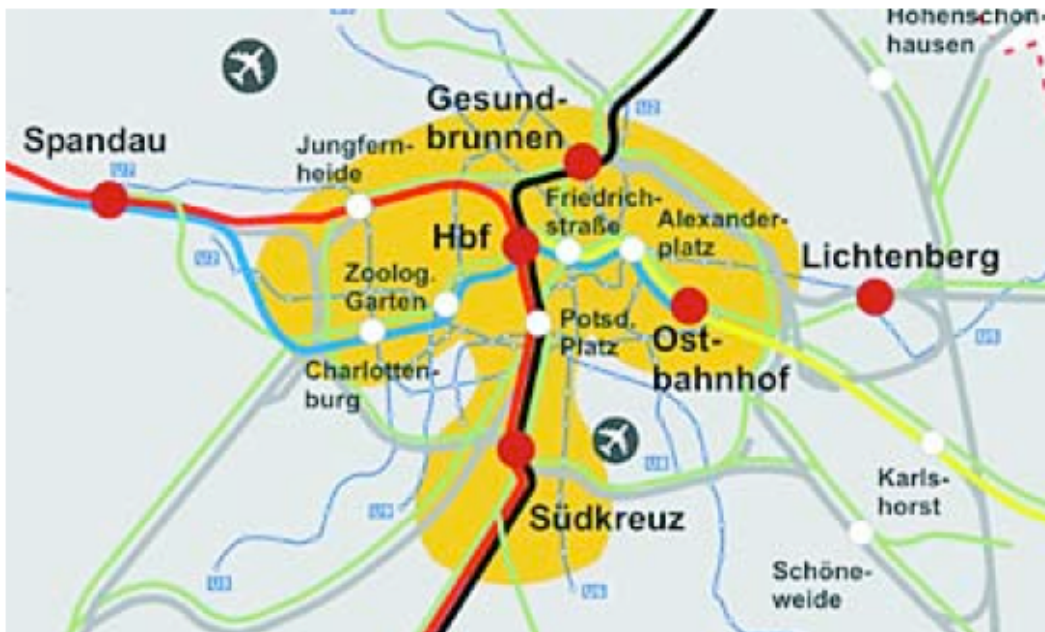 Hohenschön-
hausen
Gesund-
brunnen
Spandau
Jungfern-
heide
Friedrich-
straße
Alexander-
platz
Hbf
Lichtenberg
Zoolog.
Garten
Potsd.
Platz
Ost-
bahnhof
Charlotten-
burg
Karls-
horst
Südkreuz
Schöne-
weide